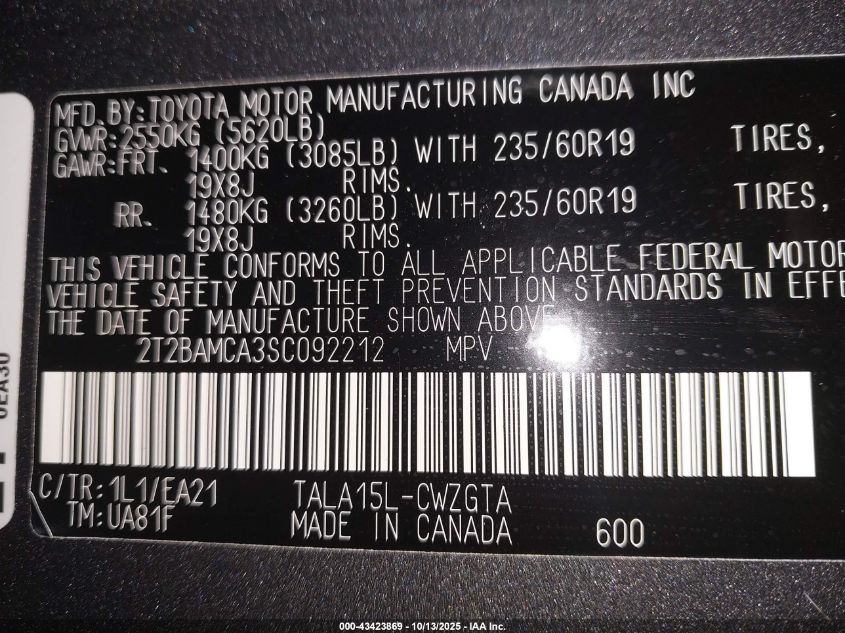 MFD.BY:TOYOTA MOTOR MANUFACTURING CANADA INC
GVWR:2550KG (5620LB)
GAWR:FRT. 1400KG (3085LB) WITH 235/60R19 TIRES,
19X8J RIMS.
RR. 1480KG (3260LB) WITH 235/60R19 TIRES,
19X8J RIMS.
THIS VEHICLE CONFORMS TO ALL APPLICABLE FEDERAL MOTOR
VEHICLE SAFETY AND THEFT PREVENTION STANDARDS IN EFFE
THE DATE OF MANUFACTURE SHOWN ABOVE.
2T2BAMCA3SC092212 MPV
C/TR:1L1/EA21 TALA15L-CWZGTA
TM:UA81F MADE IN CANADA 600
0EA30
000-43423869 - 10/13/2025 - IAA Inc.